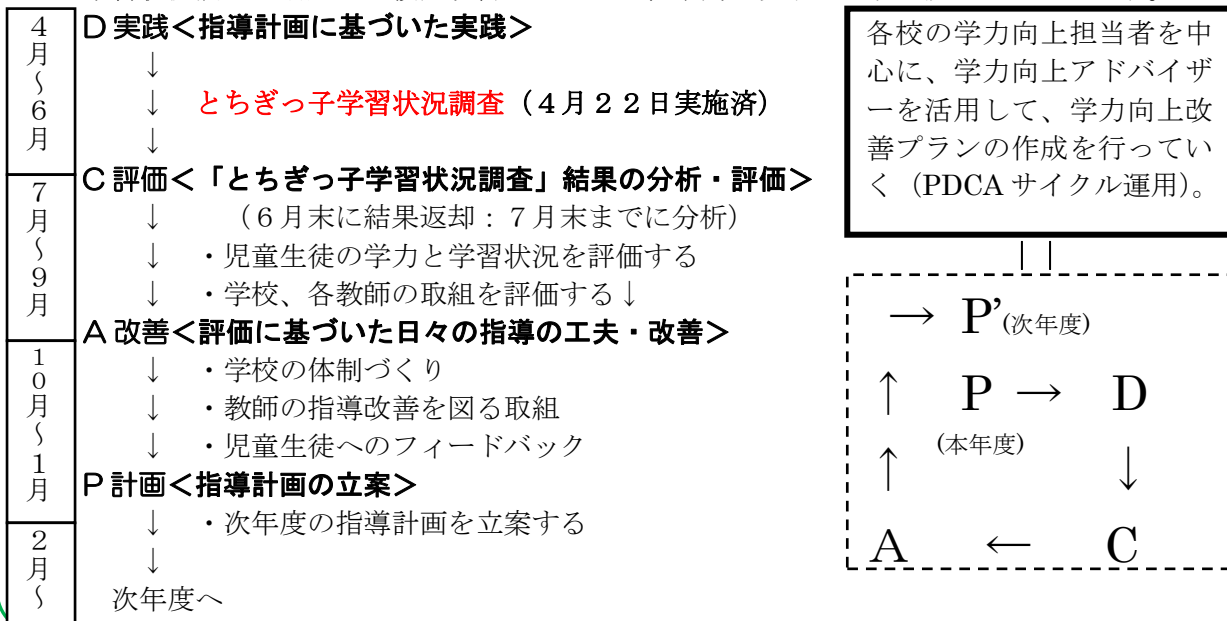 4月～6月
D 実践＜指導計画に基づいた実践＞
↓
↓ とちぎっ子学習状況調査（４月２２日実施済）
↓
7月～9月
C 評価＜「とちぎっ子学習状況調査」結果の分析・評価＞
↓ （６月末に結果返却：７月末までに分析）
↓ ・児童生徒の学力と学習状況を評価する
↓ ・学校、各教師の取組を評価する↓
10月～1月
A 改善＜評価に基づいた日々の指導の工夫・改善＞
↓ ・学校の体制づくり
↓ ・教師の指導改善を図る取組
↓ ・児童生徒へのフィードバック
P 計画＜指導計画の立案＞
2月～
↓ ・次年度の指導計画を立案する
↓
次年度へ
各校の学力向上担当者を中
心に、学力向上アドバイザ
ーを活用して、学力向上改
善プランの作成を行ってい
く（PDCA サイクル運用）。
→ P’(次年度)
↑ P → D
(本年度)
↑ ↓
A ← C